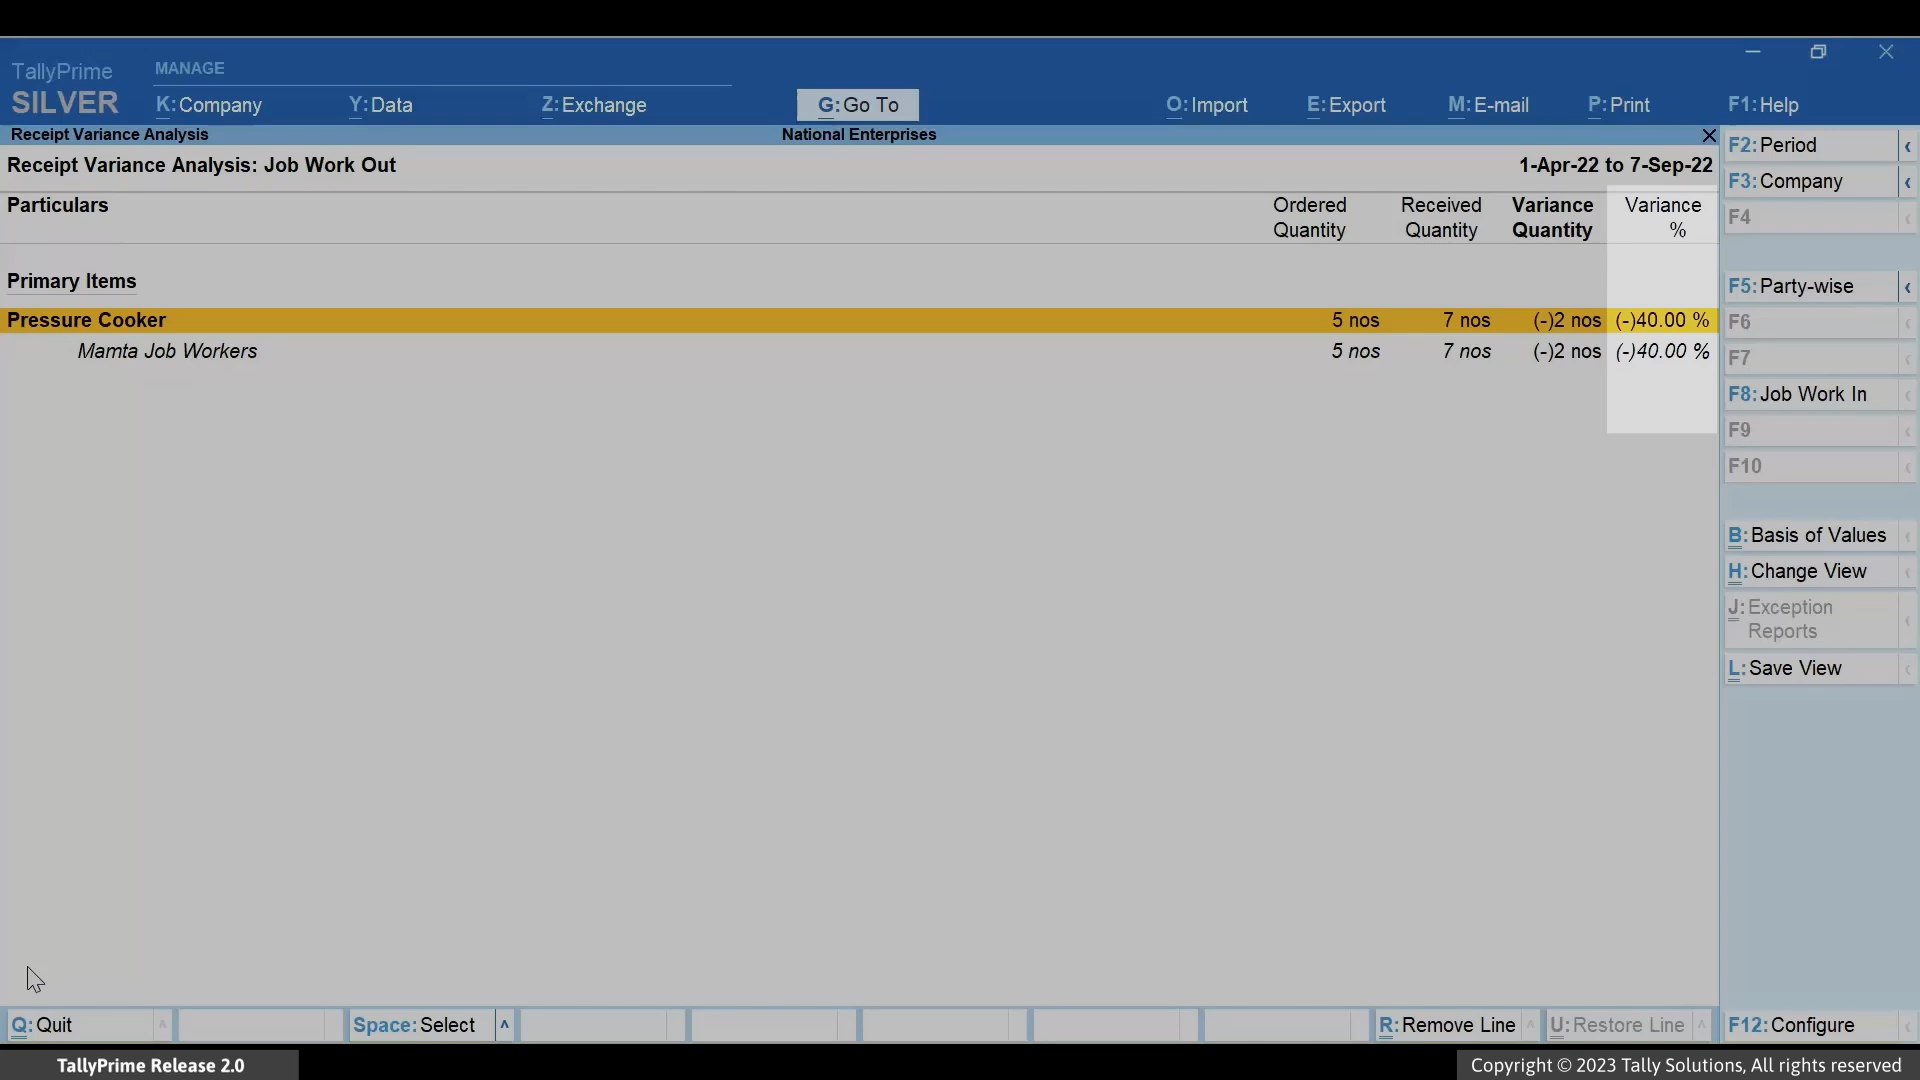 TallyPrime
SILVER
MANAGE
K: Company
Y: Data
Z: Exchange
G: Go To
O: Import
E: Export
M: E-mail
P: Print
F1: Help
Receipt Variance Analysis
National Enterprises
Receipt Variance Analysis: Job Work Out
1-Apr-22 to 7-Sep-22
Particulars
Ordered Quantity
Received Quantity
Variance Quantity
Variance %
Primary Items
Pressure Cooker 5 nos 7 nos (-)2 nos (-)40.00 %
Mamta Job Workers 5 nos 7 nos (-)2 nos (-)40.00 %
F2: Period
F3: Company
F4
F5: Party-wise
F6
F7
F8: Job Work In
F9
F10
B: Basis of Values
H: Change View
J: Exception
Reports
L: Save View
Q: Quit
Space: Select
R: Remove Line
U: Restore Line
F12: Configure
TallyPrime Release 2.0
Copyright © 2023 Tally Solutions, All rights reserved